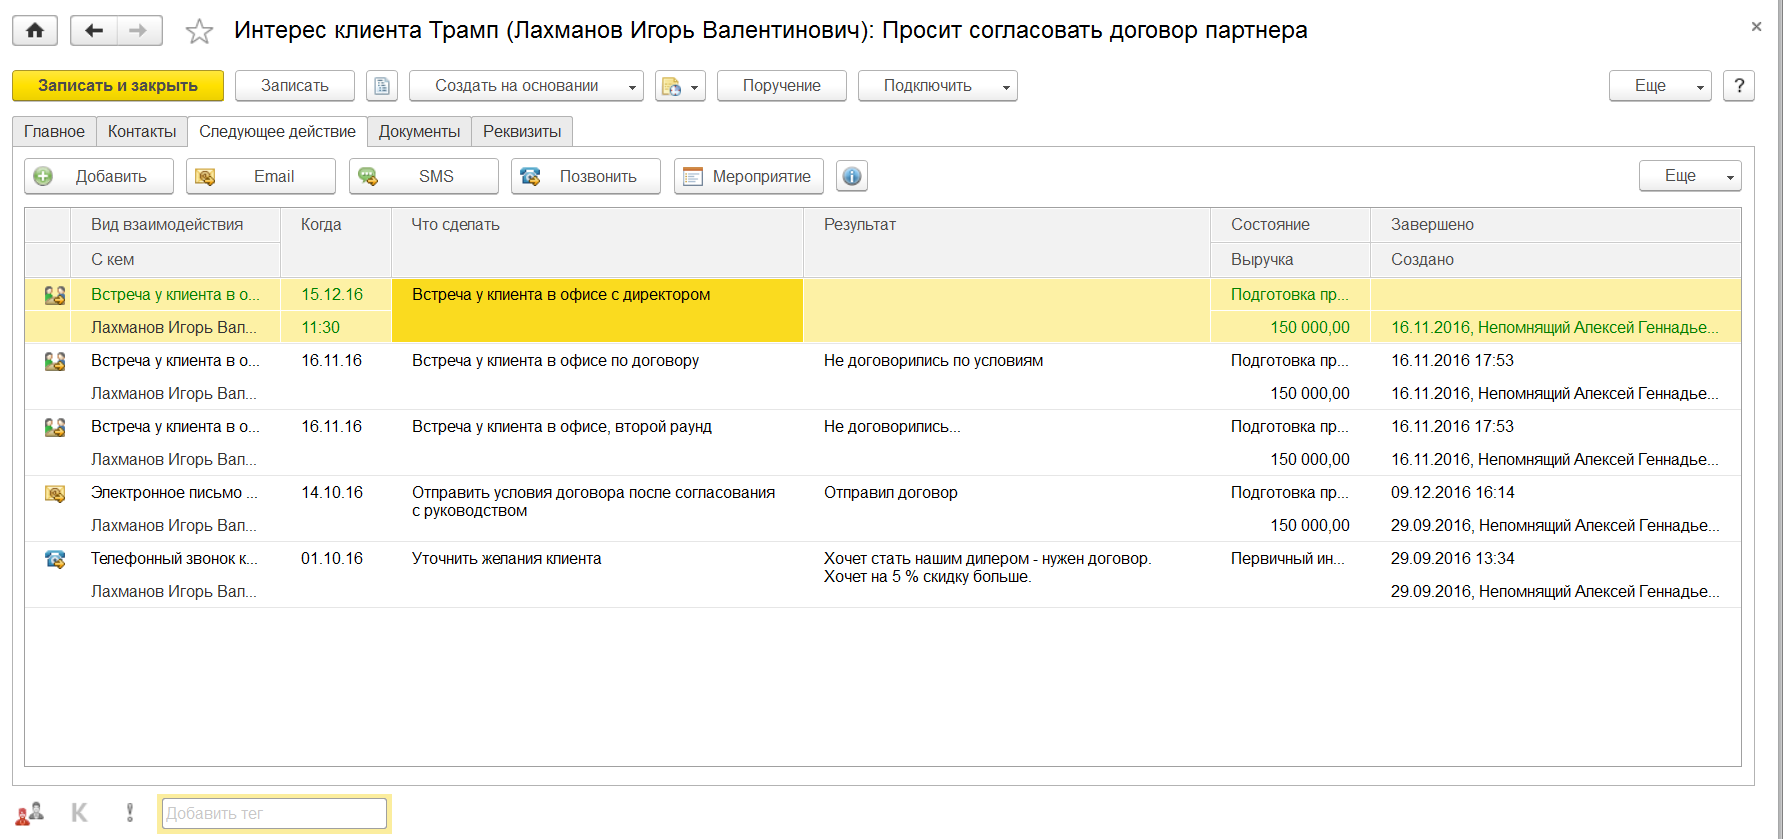 Интерес клиента Трамп (Лахманов Игорь Валентинович): Просит согласовать договор партнера
Записать и закрыть
Записать
Создать на основании
Поручение
Подключить
Еще
?
Главное
Контакты
Следующее действие
Документы
Реквизиты
Добавить
Email
SMS
Позвонить
Мероприятие
Еще
Вид взаимодействия Когда Что сделать Результат Состояние Завершено
С кем Выручка Создано
Встреча у клиента в о... 15.12.16 Встреча у клиента в офисе с директором Подготовка пр...
Лахманов Игорь Вал... 11:30 150 000,00 16.11.2016, Непомнящий Алексей Геннадье...
Встреча у клиента в о... 16.11.16 Встреча у клиента в офисе по договору Не договорились по условиям Подготовка пр... 16.11.2016 17:53
Лахманов Игорь Вал... 150 000,00 16.11.2016, Непомнящий Алексей Геннадье...
Встреча у клиента в о... 16.11.16 Встреча у клиента в офисе, второй раунд Не договорились... Подготовка пр... 16.11.2016 17:53
Лахманов Игорь Вал... 150 000,00 16.11.2016, Непомнящий Алексей Геннадье...
Электронное письмо ... 14.10.16 Отправить условия договора после согласования Отправил договор Подготовка пр... 09.12.2016 16:14
с руководством
Лахманов Игорь Вал... 150 000,00 29.09.2016, Непомнящий Алексей Геннадье...
Телефонный звонок к... 01.10.16 Уточнить желания клиента Хочет стать нашим дилером - нужен договор. Первичный ин... 29.09.2016 13:34
Хочет на 5 % скидку больше.
Лахманов Игорь Вал... 29.09.2016, Непомнящий Алексей Геннадье...
К
!
Добавить тег